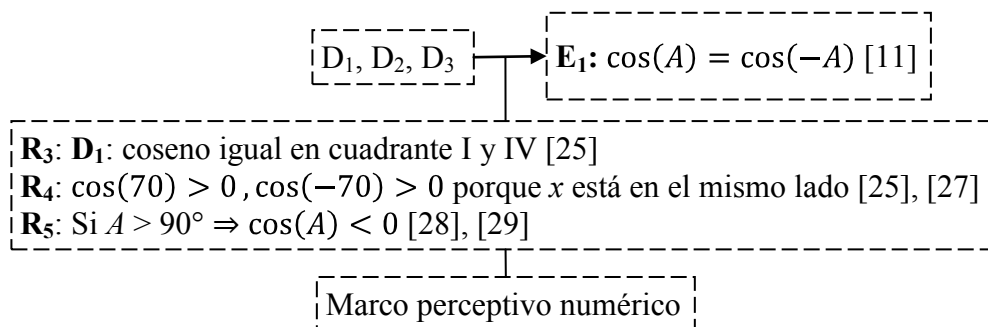 D₁, D₂, D₃
E₁: cos(A) = cos(−A) [11]
R₃: D₁: coseno igual en cuadrante I y IV [25]
R₄: cos(70) > 0 , cos(−70) > 0 porque x está en el mismo lado [25], [27]
R₅: Si A > 90° ⇒ cos(A) < 0 [28], [29]
Marco perceptivo numérico